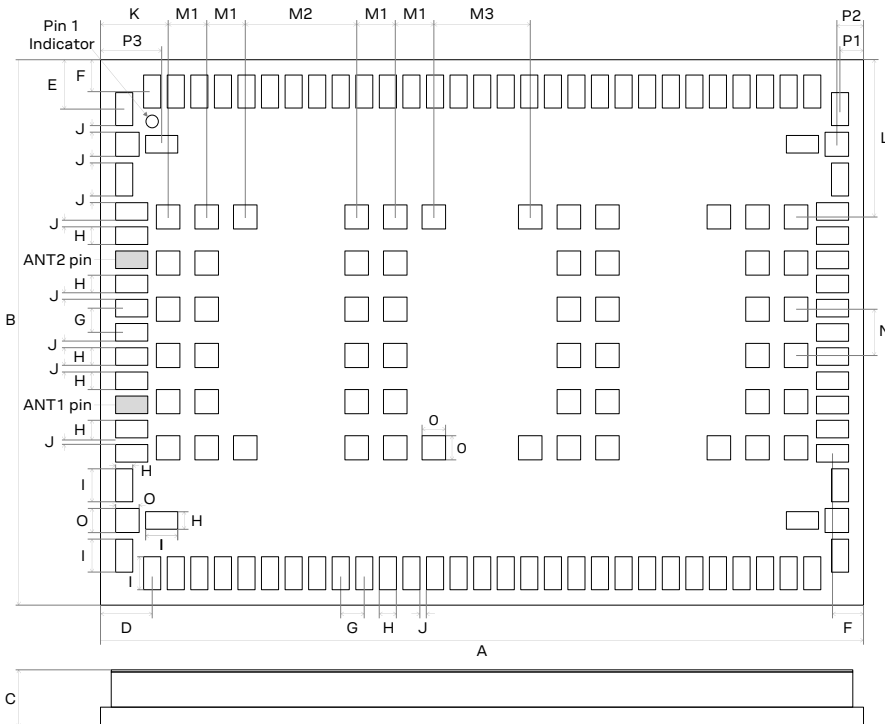 K M1 M1 M2 M1 M1 M3 P2
Pin 1
Indicator
P3 P1
F
E
L
J
J
J
J
H
ANT2 pin
H
J
B
G
N
J
H
J
H
ANT1 pin
O
H
O
J
H
I
O
O
H
I
I
I
D G H J F
A
C